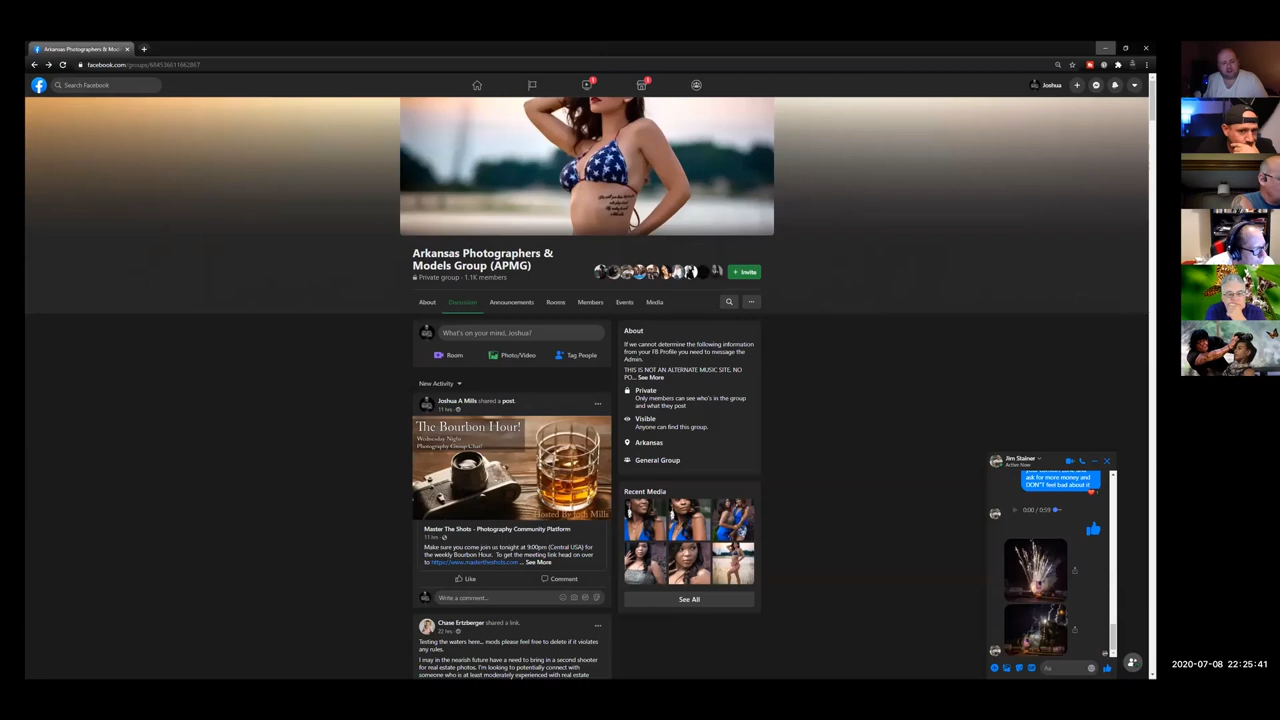 Arkansas Photographers & Mod
facebook.com/groups/684536611662867
Search Facebook
1
1
Joshua
Arkansas Photographers &
Models Group (APMG)
Private group · 1.1K members
+ Invite
About
Discussion
Announcements
Rooms
Members
Events
Media
What's on your mind, Joshua?
Room
Photo/Video
Tag People
New Activity
Joshua A Mills shared a post.
11 hrs
The Bourbon Hour!
Wednesday Night
Photography Group Chat!
Hosted By Josh Mills
Master The Shots - Photography Community Platform
11 hrs
Make sure you come join us tonight at 9:00pm (Central USA) for
the weekly Bourbon Hour. To get the meeting link head on over
to https://www.mastertheshots.com ... See More
Like
Comment
Write a comment...
Chase Ertzberger shared a link.
22 hrs
Testing the waters here... mods please feel free to delete if it violates
any rules.
I may in the nearish future have a need to bring in a second shooter
for real estate photos. I'm looking to potentially connect with
someone who is at least moderately experienced with real estate
About
If we cannot determine the following information
from your FB Profile you need to message the
Admin.
THIS IS NOT AN ALTERNATE MUSIC SITE. NO
PO... See More
Private
Only members can see who's in the group
and what they post
Visible
Anyone can find this group.
Arkansas
General Group
Recent Media
See All
Jim Stainer
Active Now
ask for more money and
DON"T feel bad about it
0:00 / 0:59
Aa
2020-07-08 22:25:41